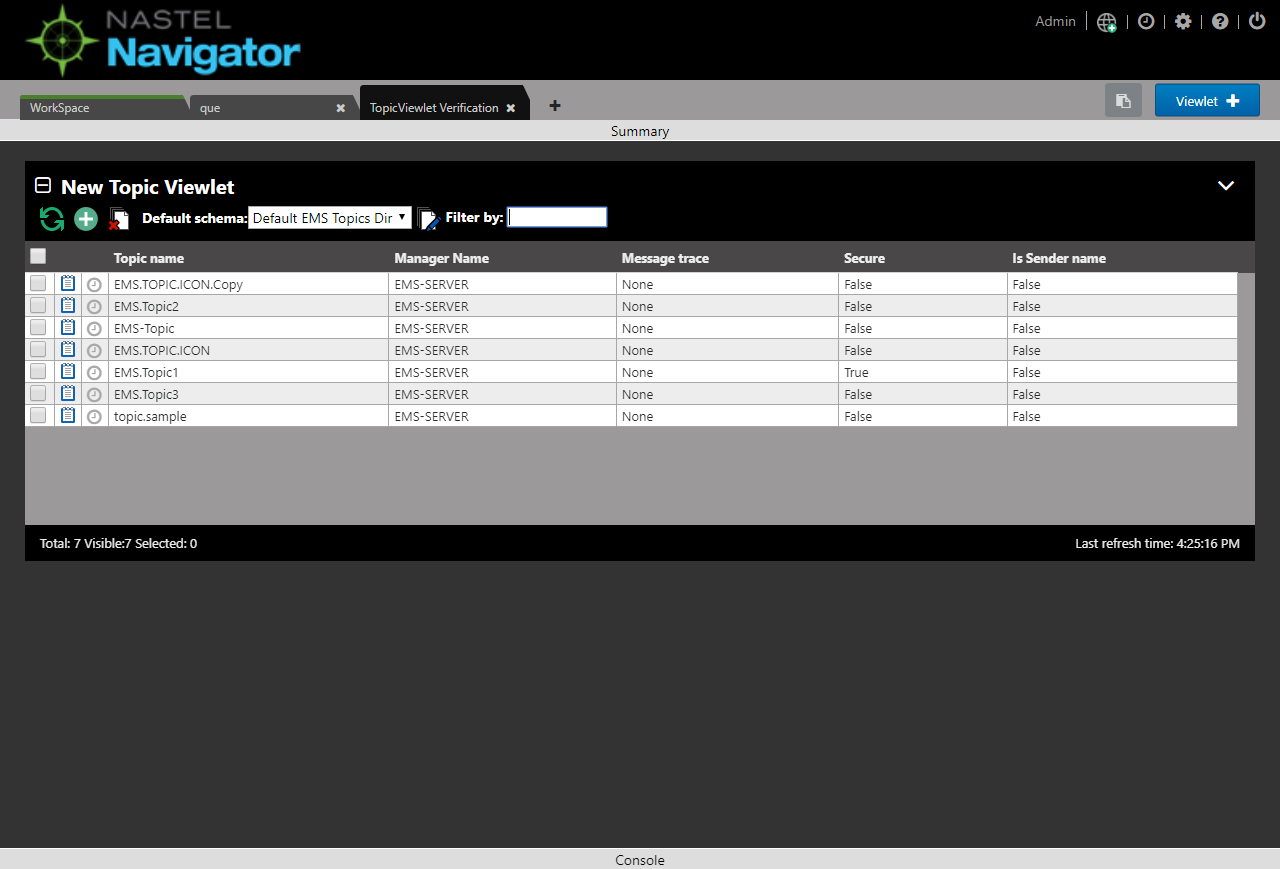 NASTEL
Navigator
Admin
WorkSpace que TopicViewlet Verification Viewlet
Summary
New Topic Viewlet
Default schema: Default EMS Topics Dir Filter by:
Topic name Manager Name Message trace Secure Is Sender name
EMS.TOPIC.ICON.Copy EMS-SERVER None False False
EMS.Topic2 EMS-SERVER None False False
EMS-Topic EMS-SERVER None False False
EMS.TOPIC.ICON EMS-SERVER None False False
EMS.Topic1 EMS-SERVER None True False
EMS.Topic3 EMS-SERVER None False False
topic.sample EMS-SERVER None False False
Total: 7 Visible:7 Selected: 0 Last refresh time: 4:25:16 PM
Console